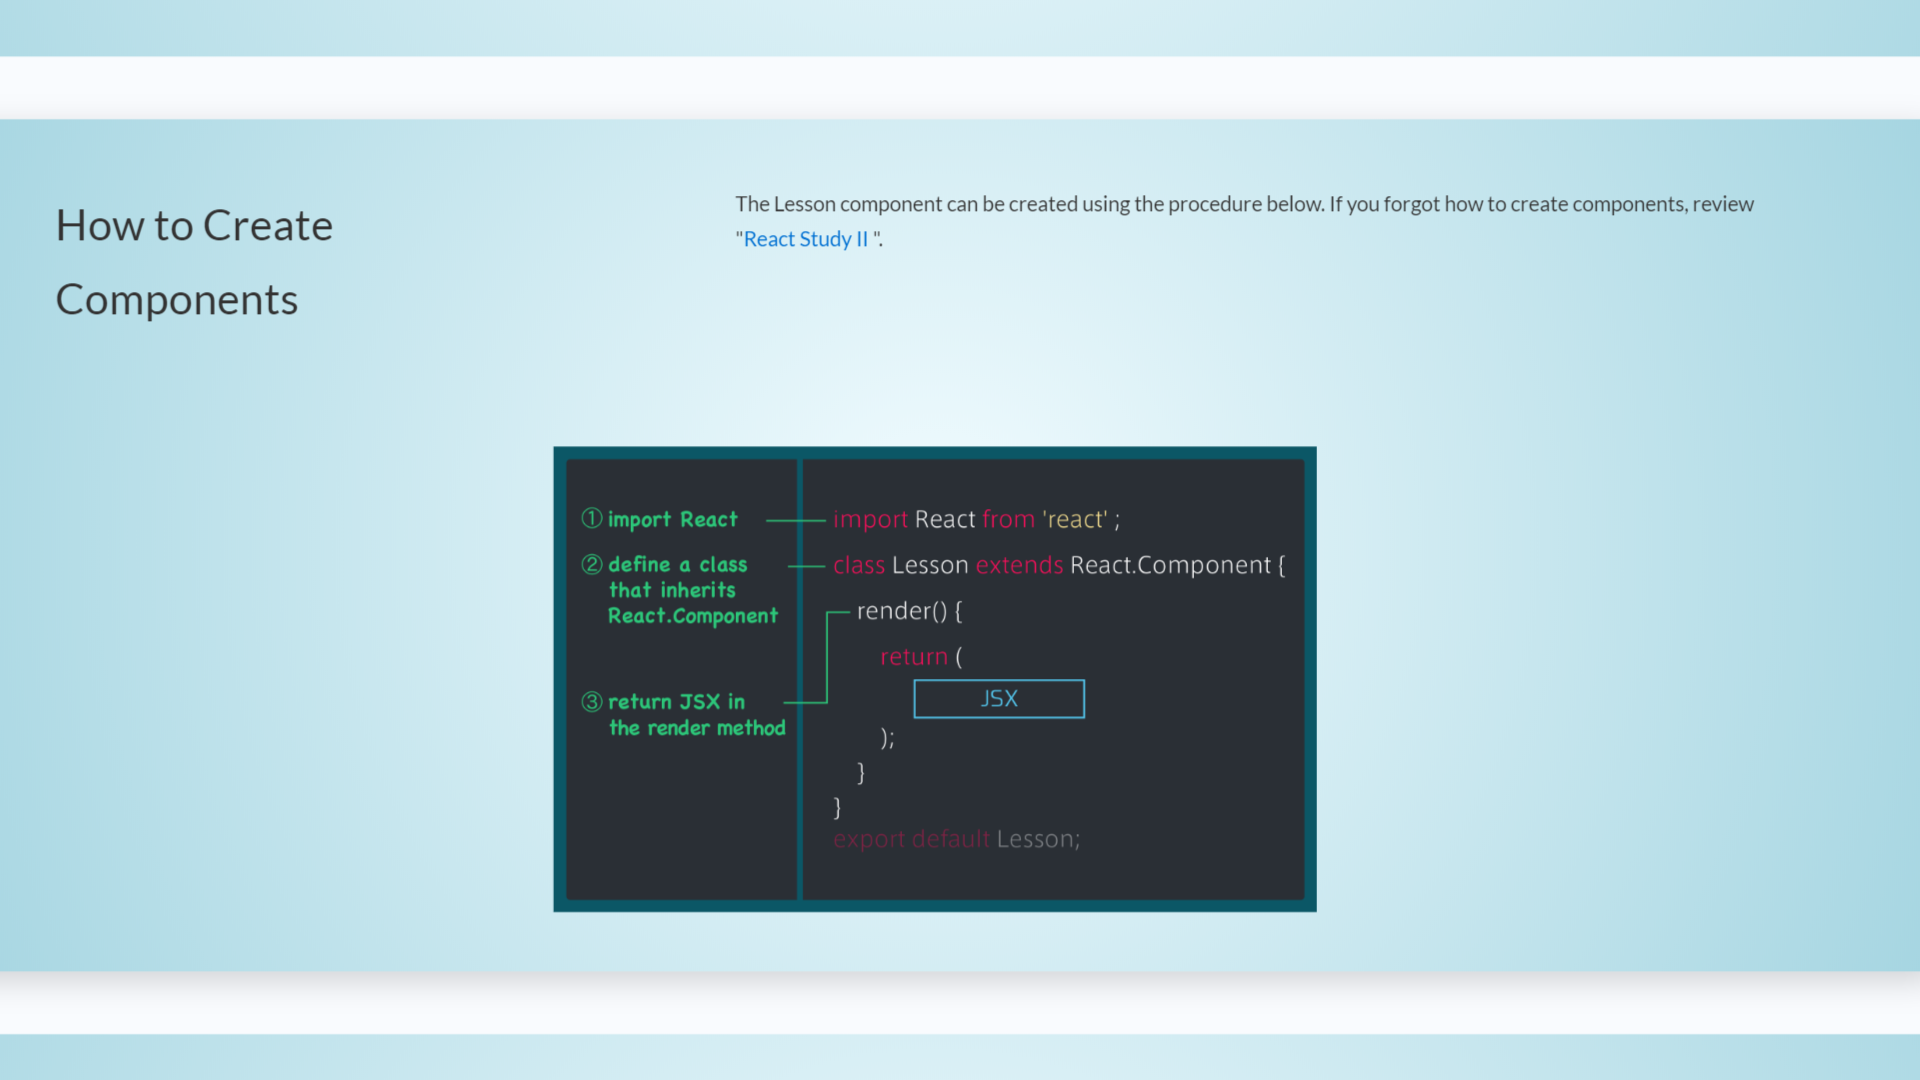 How to Create
Components
The Lesson component can be created using the procedure below. If you forgot how to create components, review
"React Study II ".
① import React
② define a class
that inherits
React.Component
③ return JSX in
the render method
import React from 'react' ;
class Lesson extends React.Component {
render() {
return (
JSX
);
}
}
export default Lesson;